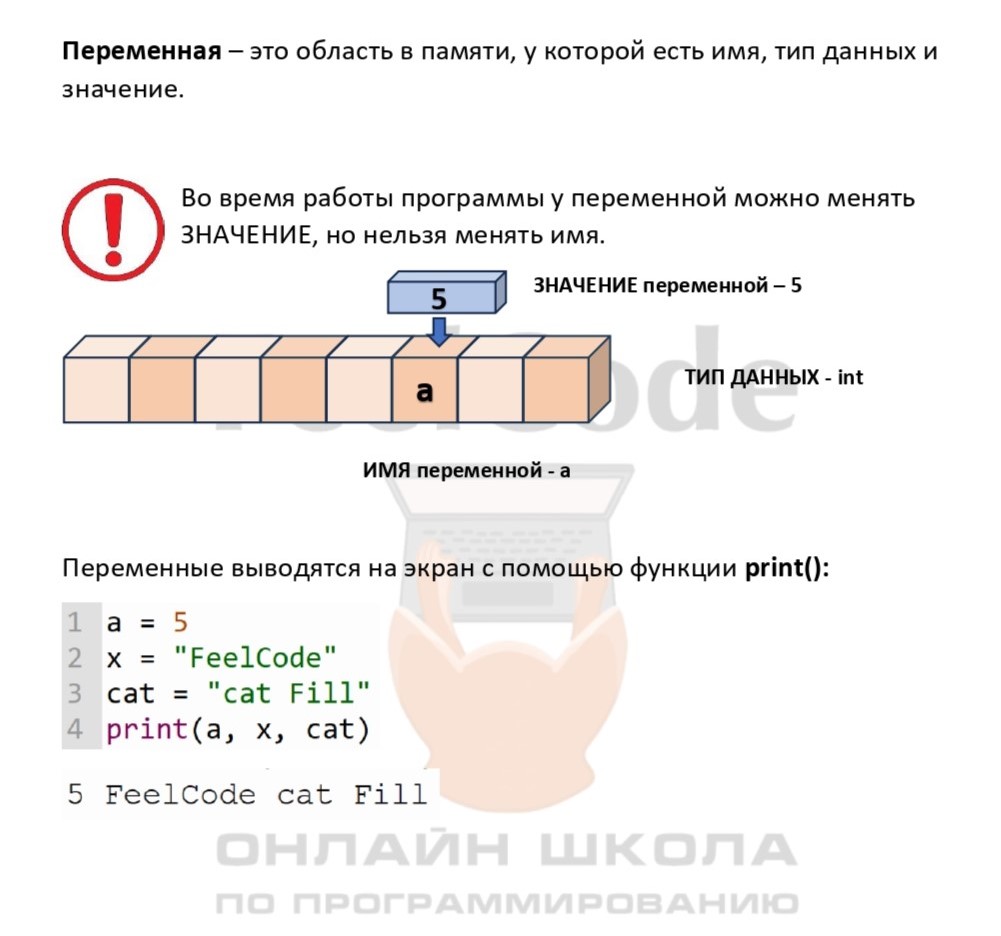 Переменная – это область в памяти, у которой есть имя, тип данных и
значение.
Во время работы программы у переменной можно менять
ЗНАЧЕНИЕ, но нельзя менять имя.
5
ЗНАЧЕНИЕ переменной – 5
a
ТИП ДАННЫХ - int
FeelCode
ИМЯ переменной - a
Переменные выводятся на экран с помощью функции print():
1 a = 5
2 x = "FeelCode"
3 cat = "cat Fill"
4 print(a, x, cat)
5 FeelCode cat Fill
ОНЛАЙН ШКОЛА
ПО ПРОГРАММИРОВАНИЮ